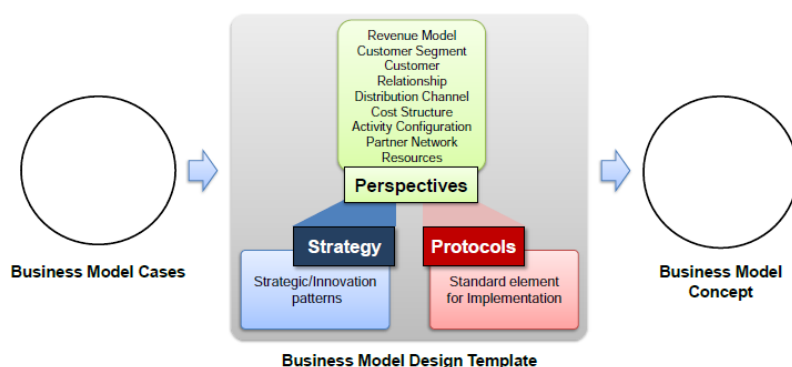 Revenue Model
Customer Segment
Customer
Relationship
Distribution Channel
Cost Structure
Activity Configuration
Partner Network
Resources
Perspectives
Strategy
Protocols
Strategic/Innovation
patterns
Standard element
for Implementation
Business Model Cases
Business Model
Concept
Business Model Design Template